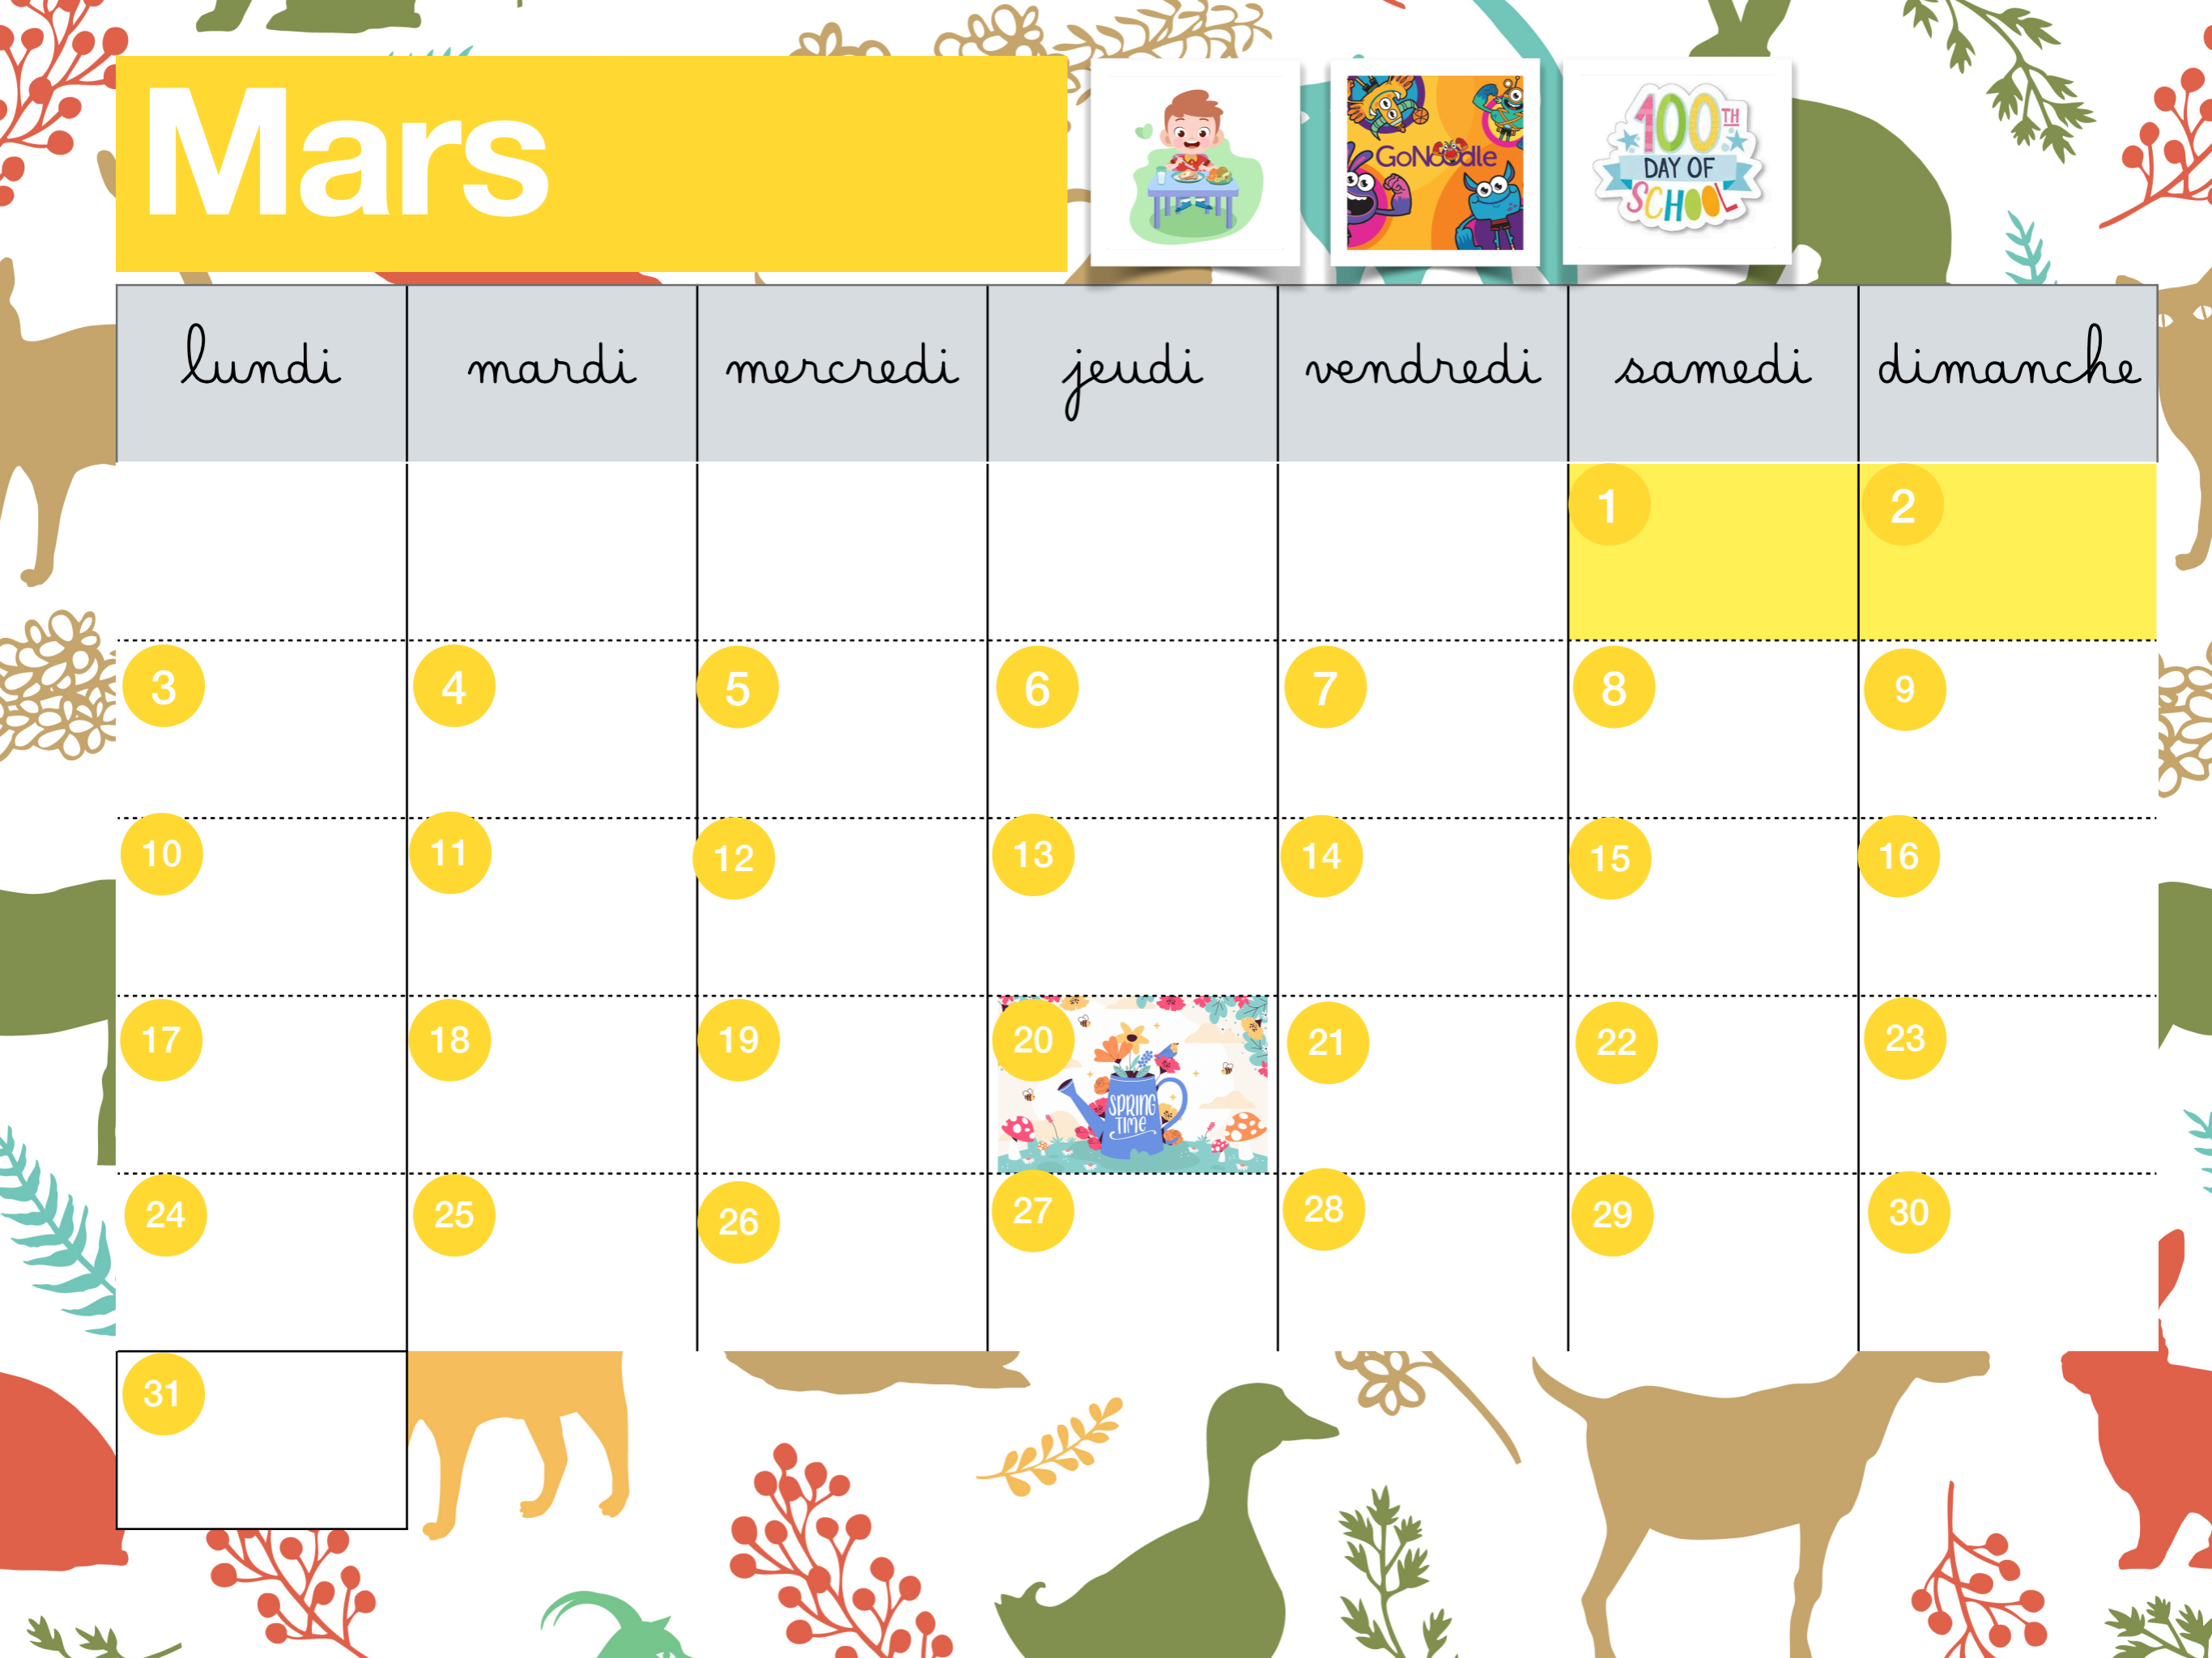 Mars
GoNoodle
100TH
DAY OF
SCHOOL
lundi mardi mercredi jeudi vendredi samedi dimanche
1 2
3 4 5 6 7 8 9
10 11 12 13 14 15 16
17 18 19 20 21 22 23
SPRING
TIME
24 25 26 27 28 29 30
31